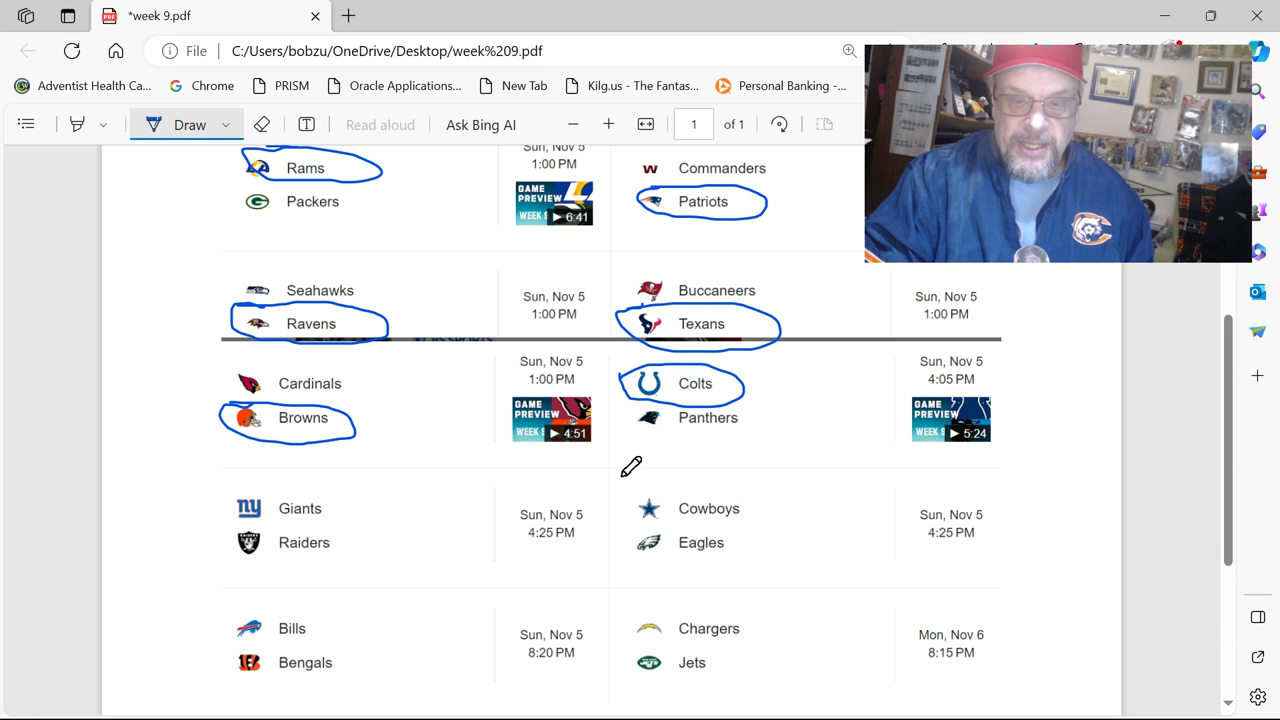 *week 9.pdf
File
C:/Users/bobzu/OneDrive/Desktop/week%209.pdf
Adventist Health Ca...
Chrome
PRISM
Oracle Applications...
New Tab
Kilg.us - The Fantas...
Personal Banking -...
Draw
Read aloud
Ask Bing AI
1
of 1
Sun, Nov 5
1:00 PM
Rams
Packers
GAME
PREVIEW
6:41
W
Commanders
Patriots
Seahawks
Ravens
Sun, Nov 5
1:00 PM
Buccaneers
Texans
Sun, Nov 5
1:00 PM
Cardinals
Browns
Sun, Nov 5
1:00 PM
GAME
PREVIEW
4:51
Colts
Panthers
Sun, Nov 5
4:05 PM
GAME
PREVIEW
5:24
ny
Giants
Raiders
Sun, Nov 5
4:25 PM
Cowboys
Eagles
Sun, Nov 5
4:25 PM
Bills
Bengals
Sun, Nov 5
8:20 PM
Chargers
Jets
Mon, Nov 6
8:15 PM